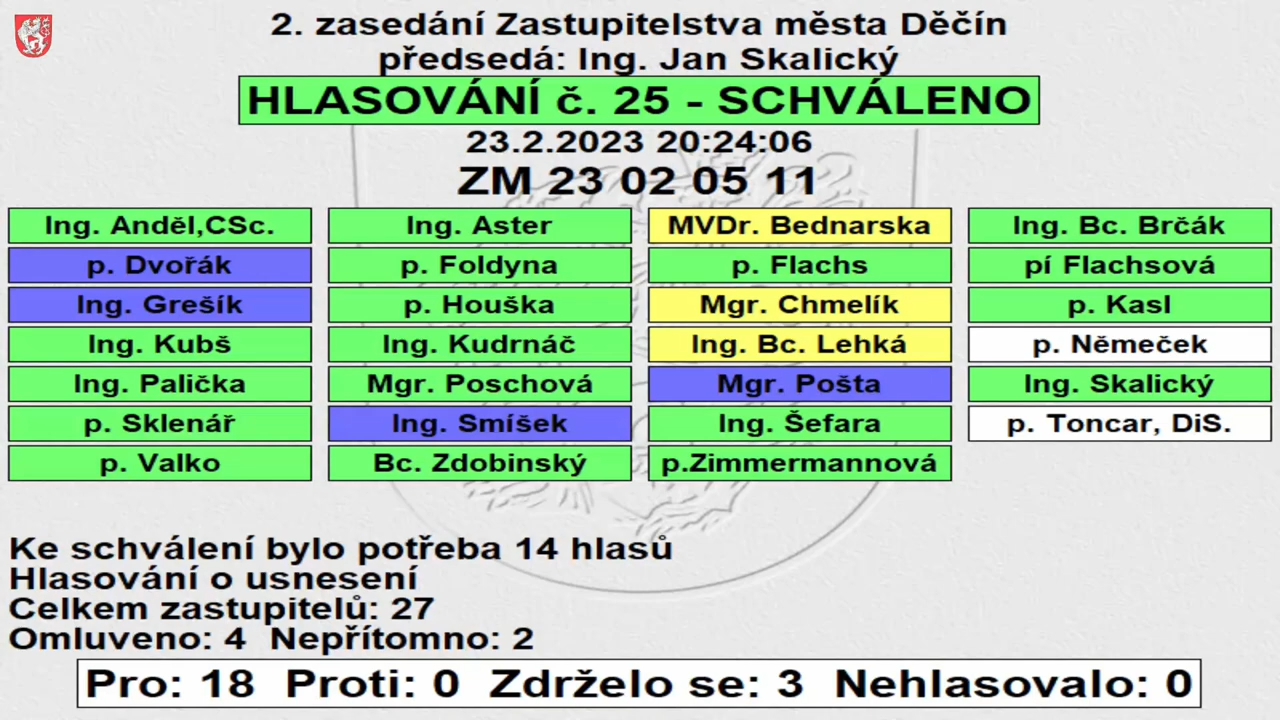 2. zasedání Zastupitelstva města Děčín
předsedá: Ing. Jan Skalický
HLASOVÁNÍ č. 25 - SCHVÁLENO
23.2.2023 20:24:06
ZM 23 02 05 11
Ing. Anděl,CSc. Ing. Aster MVDr. Bednarska Ing. Bc. Brčák
p. Dvořák p. Foldyna p. Flachs pí Flachsová
Ing. Grešík p. Houška Mgr. Chmelík p. Kasl
Ing. Kubš Ing. Kudrnáč Ing. Bc. Lehká p. Němeček
Ing. Palička Mgr. Poschová Mgr. Pošta Ing. Skalický
p. Sklenář Ing. Smíšek Ing. Šefara p. Toncar, DiS.
p. Valko Bc. Zdobinský p.Zimmermannová
Ke schválení bylo potřeba 14 hlasů
Hlasování o usnesení
Celkem zastupitelů: 27
Omluveno: 4 Nepřítomno: 2
Pro: 18 Proti: 0 Zdrželo se: 3 Nehlasovalo: 0